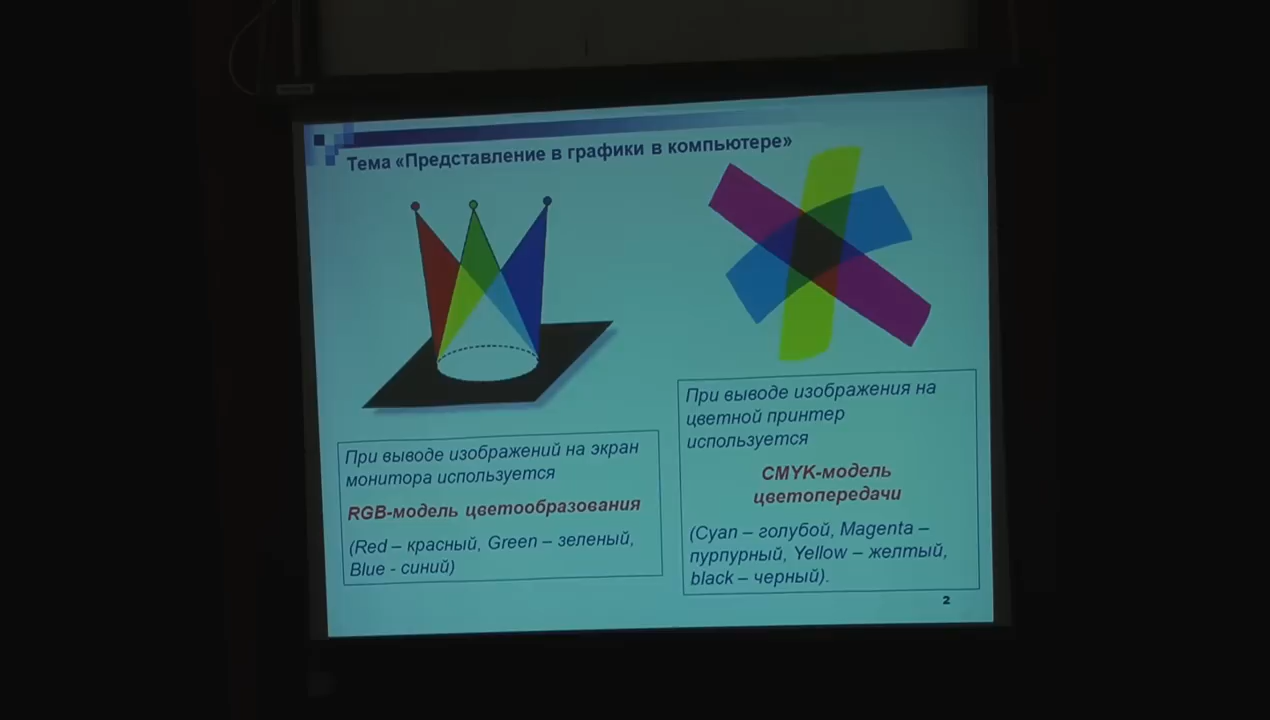 Тема «Представление в графики в компьютере»
При выводе изображений на экран
монитора используется
RGB-модель цветообразования
(Red – красный, Green – зеленый,
Blue - синий)
При выводе изображения на
цветной принтер
используется
CMYK-модель
цветопередачи
(Cyan – голубой, Magenta –
пурпурный, Yellow – желтый,
black – черный).
2